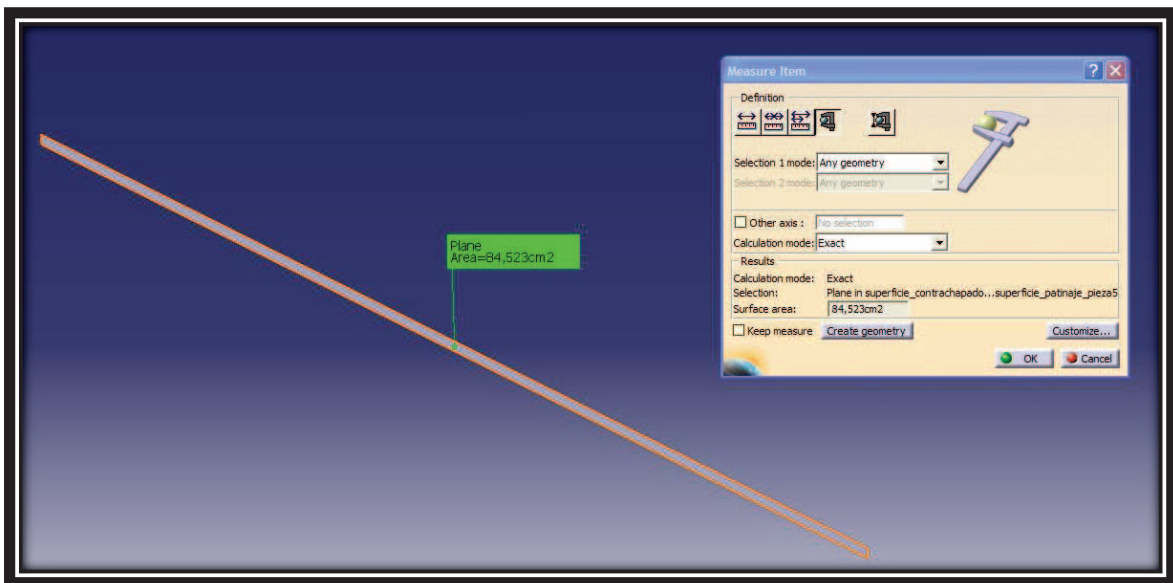 Plane
Area=84,523cm2
Measure Item
Definition
Selection 1 mode: Any geometry
Selection 2 mode: Any geometry
Other axis : No selection
Calculation mode: Exact
Results
Calculation mode: Exact
Selection: Plane in superficie_contrachapado...superficie_patinaje_pieza5
Surface area: 84,523cm2
Keep measure Create geometry Customize...
OK Cancel